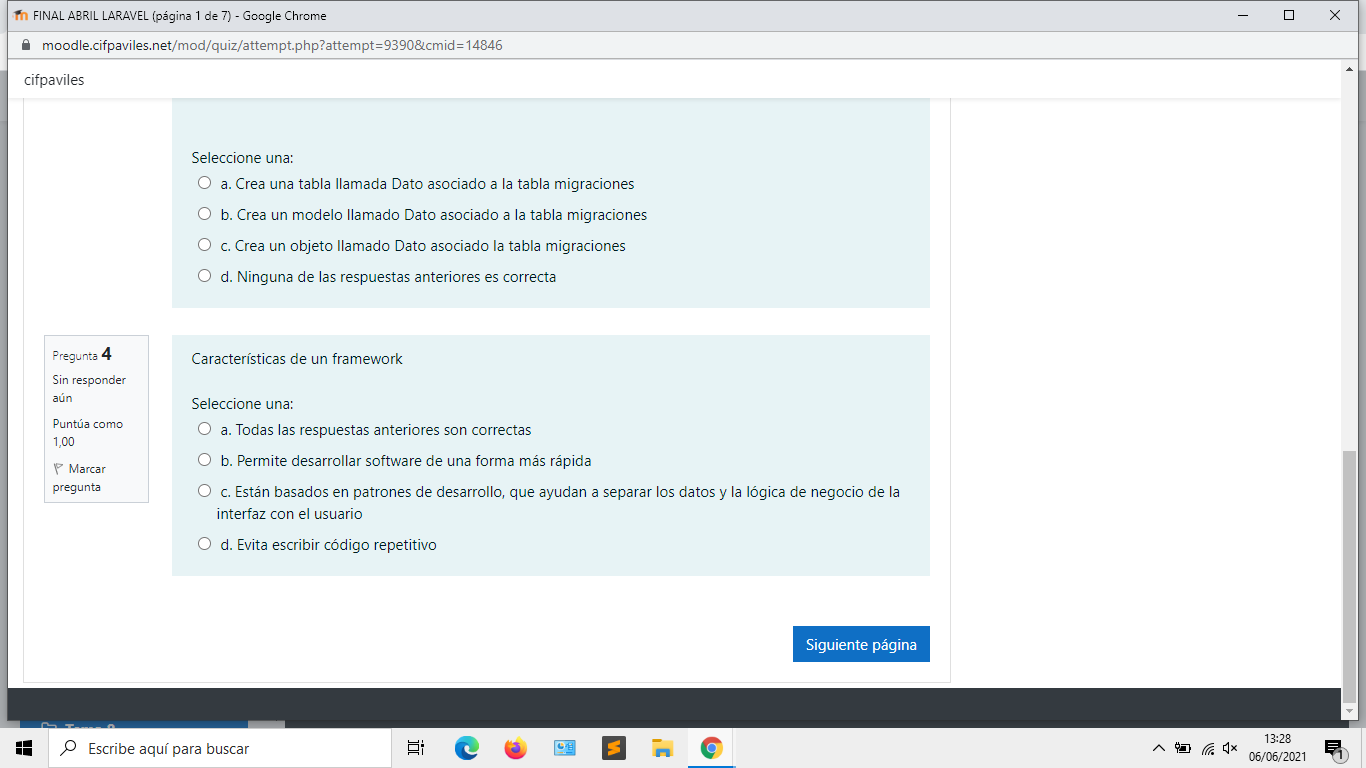 FINAL ABRIL LARAVEL (página 1 de 7) - Google Chrome
moodle.cifpaviles.net/mod/quiz/attempt.php?attempt=9390&cmid=14846
cifpaviles
Seleccione una:
a. Crea una tabla llamada Dato asociado a la tabla migraciones
b. Crea un modelo llamado Dato asociado a la tabla migraciones
c. Crea un objeto llamado Dato asociado la tabla migraciones
d. Ninguna de las respuestas anteriores es correcta
Pregunta 4
Sin responder
aún
Puntúa como
1,00
Marcar
pregunta
Características de un framework
Seleccione una:
a. Todas las respuestas anteriores son correctas
b. Permite desarrollar software de una forma más rápida
c. Están basados en patrones de desarrollo, que ayudan a separar los datos y la lógica de negocio de la
interfaz con el usuario
d. Evita escribir código repetitivo
Siguiente página
Escribe aquí para buscar
13:28
06/06/2021
1